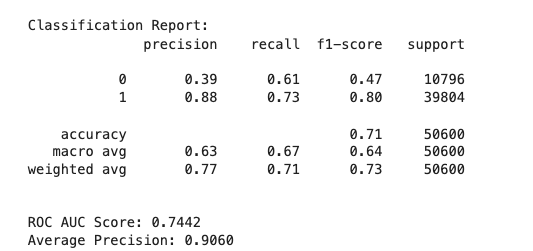 Classification Report:
precision recall f1-score support
0 0.39 0.61 0.47 10796
1 0.88 0.73 0.80 39804
accuracy 0.71 50600
macro avg 0.63 0.67 0.64 50600
weighted avg 0.77 0.71 0.73 50600
ROC AUC Score: 0.7442
Average Precision: 0.9060